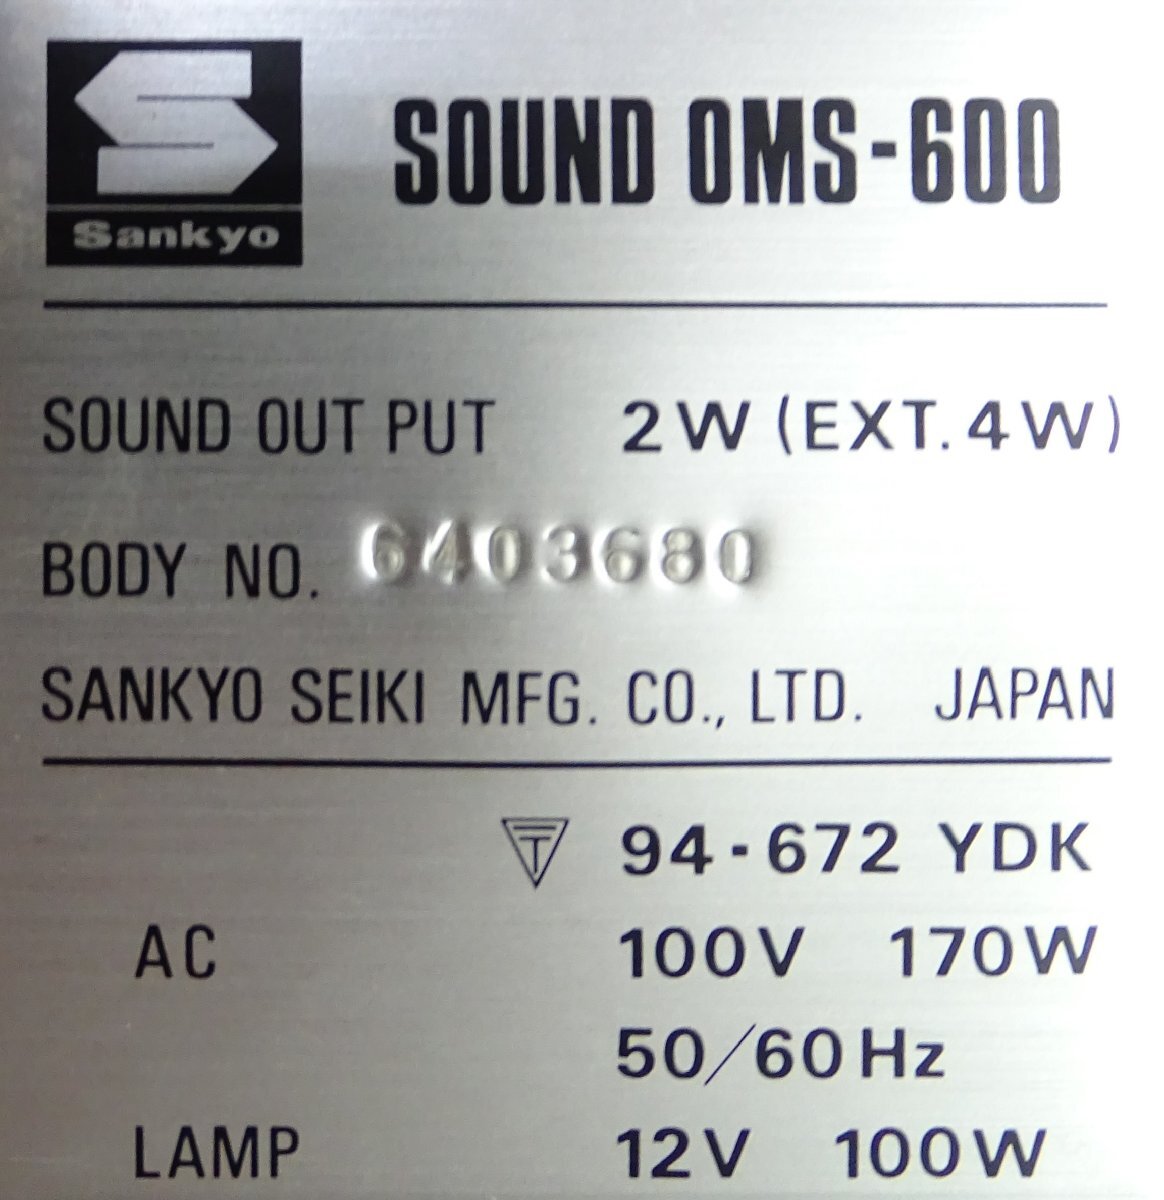 Sankyo
SOUND OMS-600
SOUND OUT PUT 2W (EXT. 4W)
BODY NO. 6403680
SANKYO SEIKI MFG. CO., LTD. JAPAN
T 94-672 YDK
AC 100V 170W
50/60Hz
LAMP 12V 100W